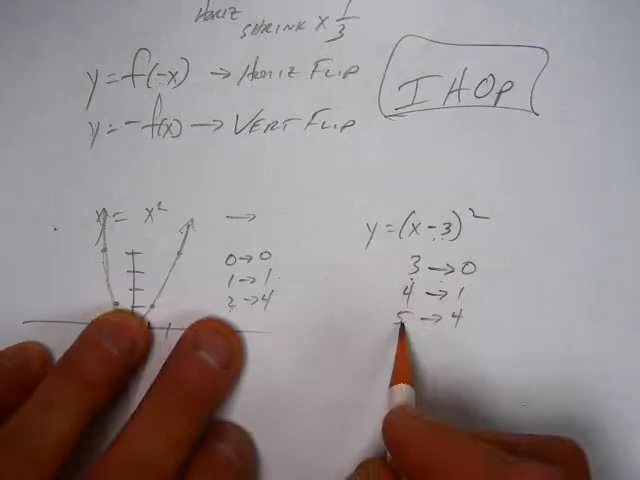 HORIZ
SHRINK x 1/3
y = f(-x) → HORIZ FLIP
y = -f(x) → VERT FLIP
IHOP
y = x² →
0 → 0
1 → 1
2 → 4
y = (x - 3)²
3 → 0
4 → 1
5 → 4